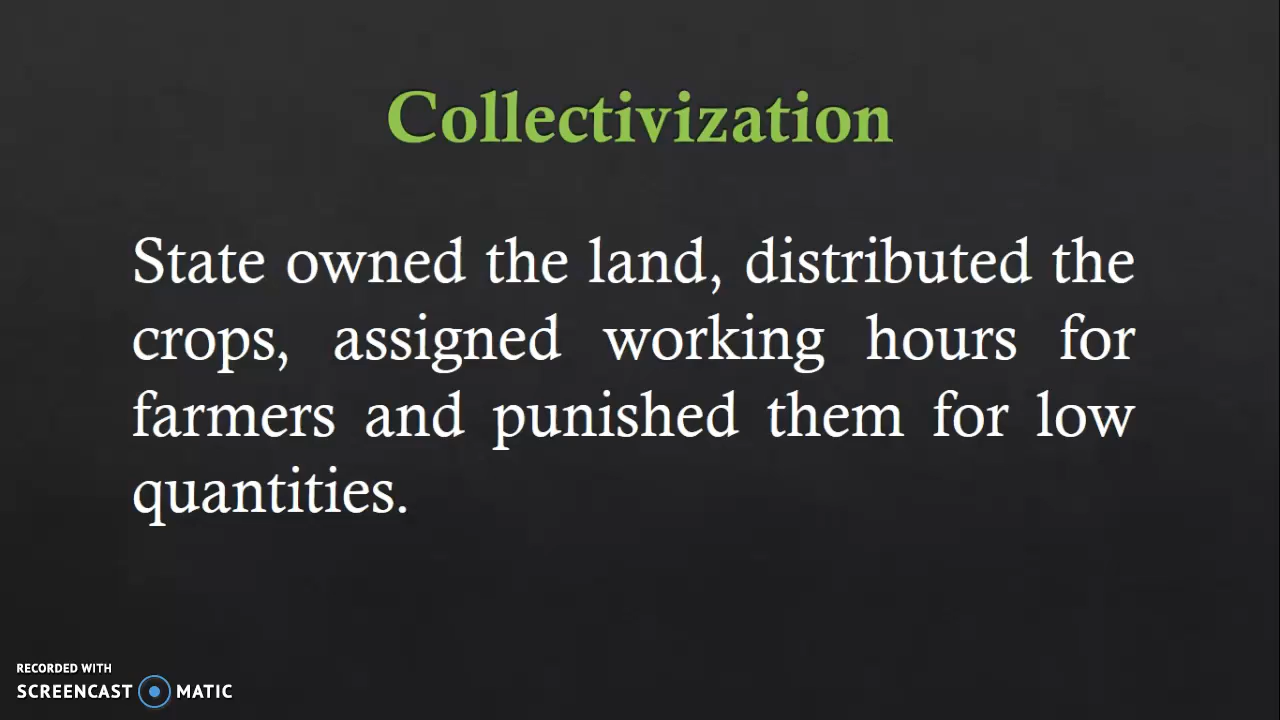 Collectivization
State owned the land, distributed the
crops, assigned working hours for
farmers and punished them for low
quantities.
RECORDED WITH
SCREENCAST MATIC